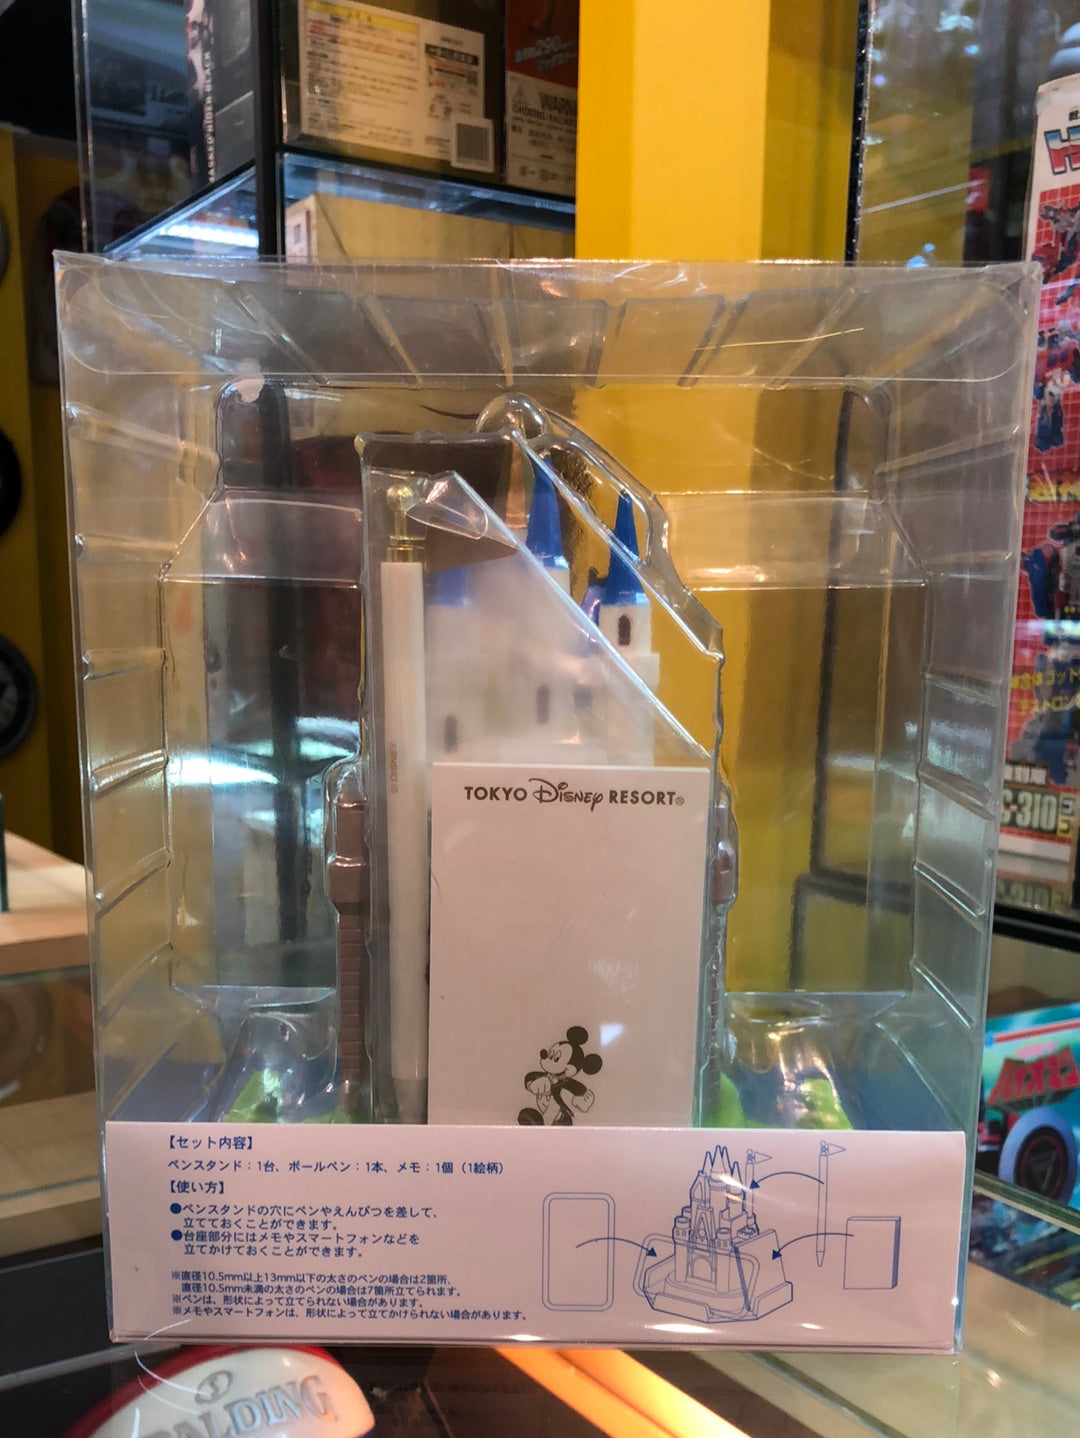 WARN
MASKED RIDER BLACK
©DISNEY
TOKYO Disney RESORT®
【セット内容】
ペンスタンド：1台、ボールペン：1本、メモ：1個（1絵柄）
【使い方】
●ペンスタンドの穴にペンやえんぴつを差して、
立てておくことができます。
●台座部分にはメモやスマートフォンなどを
立てかけておくことができます。
※直径10.5mm以上13mm以下の太さのペンの場合は2箇所、
直径10.5mm未満の太さのペンの場合は7箇所立てられます。
※ペンは、形状によって立てられない場合があります。
※メモやスマートフォンは、形状によって立てかけられない場合があります。
-310
バイオマン
SPALDING